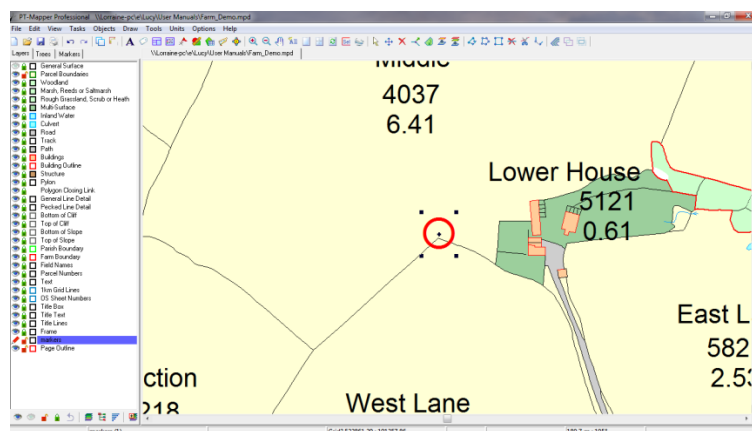 PT-Mapper Professional \\Lorraine-pc\e\Lucy\User Manuals\Farm_Demo.mpd
File Edit View Tasks Objects Draw Tools Units Options Help
Layers Trees Markers \\Lorraine-pc\e\Lucy\User Manuals\Farm_Demo.mpd
General Surface
Parcel Boundaries
Woodland
Marsh, Reeds or Saltmarsh
Rough Grassland, Scrub or Heath
Multi-Surface
Inland Water
Culvert
Road
Track
Path
Buildings
Building Outline
Structure
Pylon
Polygon Closing Link
General Line Detail
Pecked Line Detail
Bottom of Cliff
Top of Cliff
Bottom of Slope
Top of Slope
Parish Boundary
Farm Boundary
Field Names
Parcel Numbers
Text
1km Grid Lines
OS Sheet Numbers
Title Box
Title Text
Title Lines
Frame
markers
Page Outline
Middle
4037
6.41
Lower House
5121
0.61
East L
582
2.53
ction
218
West Lane